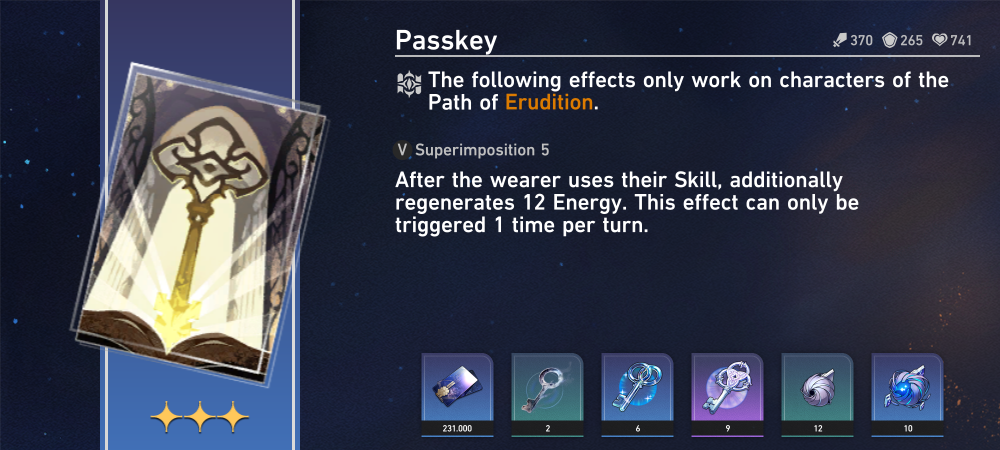 Passkey
370 265 741
The following effects only work on characters of the
Path of Erudition.
V Superimposition 5
After the wearer uses their Skill, additionally
regenerates 12 Energy. This effect can only be
triggered 1 time per turn.
231.000 2 6 9 12 10